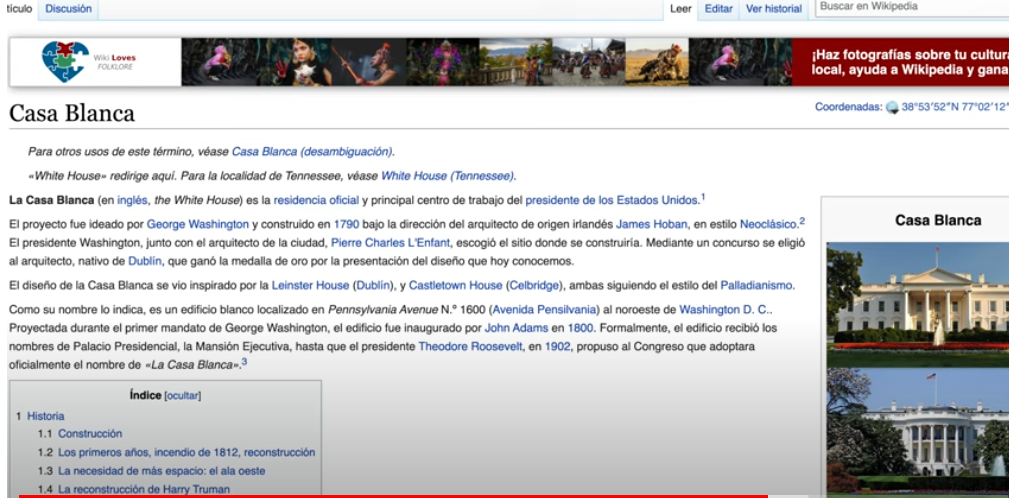 tículo Discusión Leer Editar Ver historial Buscar en Wikipedia
Wiki Loves
FOLKLORE
¡Haz fotografías sobre tu cultura
local, ayuda a Wikipedia y gana
Casa Blanca
Coordenadas: 38°53′52″N 77°02′12″
Para otros usos de este término, véase Casa Blanca (desambiguación).
«White House» redirige aquí. Para la localidad de Tennessee, véase White House (Tennessee).
La Casa Blanca (en inglés, the White House) es la residencia oficial y principal centro de trabajo del presidente de los Estados Unidos.1
El proyecto fue ideado por George Washington y construido en 1790 bajo la dirección del arquitecto de origen irlandés James Hoban, en estilo Neoclásico.2
El presidente Washington, junto con el arquitecto de la ciudad, Pierre Charles L'Enfant, escogió el sitio donde se construiría. Mediante un concurso se eligió
al arquitecto, nativo de Dublín, que ganó la medalla de oro por la presentación del diseño que hoy conocemos.
El diseño de la Casa Blanca se vio inspirado por la Leinster House (Dublín), y Castletown House (Celbridge), ambas siguiendo el estilo del Palladianismo.
Como su nombre lo indica, es un edificio blanco localizado en Pennsylvania Avenue N.º 1600 (Avenida Pensilvania) al noroeste de Washington D. C..
Proyectada durante el primer mandato de George Washington, el edificio fue inaugurado por John Adams en 1800. Formalmente, el edificio recibió los
nombres de Palacio Presidencial, la Mansión Ejecutiva, hasta que el presidente Theodore Roosevelt, en 1902, propuso al Congreso que adoptara
oficialmente el nombre de «La Casa Blanca».3
Casa Blanca
Índice [ocultar]
1 Historia
1.1 Construcción
1.2 Los primeros años, incendio de 1812, reconstrucción
1.3 La necesidad de más espacio: el ala oeste
1.4 La reconstrucción de Harry Truman